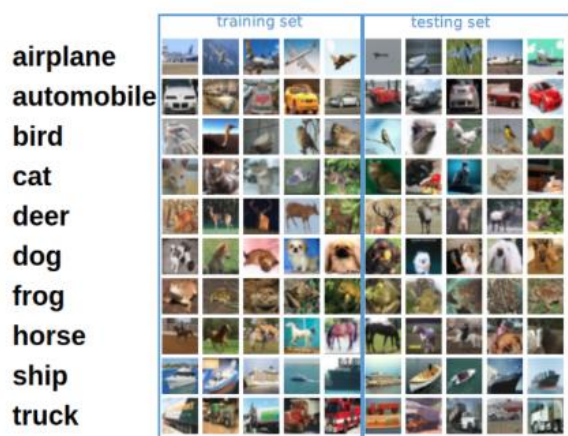 training set
testing set
airplane
automobile
bird
cat
deer
dog
frog
horse
ship
truck